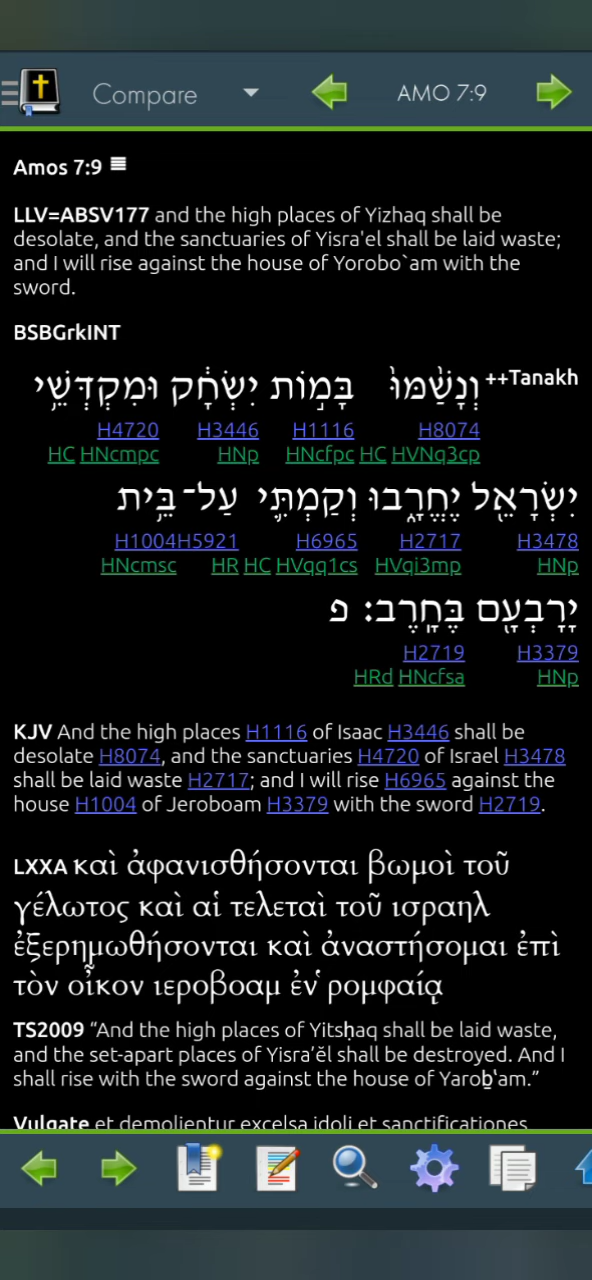 Compare
AMO 7:9
Amos 7:9
LLV=ABSV177 and the high places of Yizhaq shall be
desolate, and the sanctuaries of Yisra'el shall be laid waste;
and I will rise against the house of Yorobo`am with the
sword.
BSBGrkINT
++Tanakh וְנָשַׁ֙מּוּ֙ בָּמ֣וֹת יִשְׂחָ֔ק וּמִקְדְּשֵׁ֥י
H4720 H3446 H1116 H8074
HC HNcmpc HNp HNcfpc HC HVNq3cp
יִשְׂרָאֵ֖ל יֶחֱרָ֑בוּ וְקַמְתִּ֛י עַל־ בֵּ֥ית
H1004H5921 H6965 H2717 H3478
HNcmsc HR HC HVqq1cs HVqi3mp HNp
יָרָבְעָ֖ם בֶּחָֽרֶב׃ פ
H2719 H3379
HRd HNcfsa HNp
KJV And the high places H1116 of Isaac H3446 shall be
desolate H8074, and the sanctuaries H4720 of Israel H3478
shall be laid waste H2717; and I will rise H6965 against the
house H1004 of Jeroboam H3379 with the sword H2719.
LXXA καὶ ἀφανισθήσονται βωμοὶ τοῦ
γέλωτος καὶ αἱ τελεταὶ τοῦ ισραηλ
ἐξερημωθήσονται καὶ ἀναστήσομαι ἐπὶ
τὸν οἶκον ιεροβοαμ ἐν ῥομφαίᾳ
TS2009 “And the high places of Yitsḥaq shall be laid waste,
and the set-apart places of Yisra’ĕl shall be destroyed. And I
shall rise with the sword against the house of Yaroḇ‛am.”
Vulgate et demolientur excelsa idoli et sanctificationes